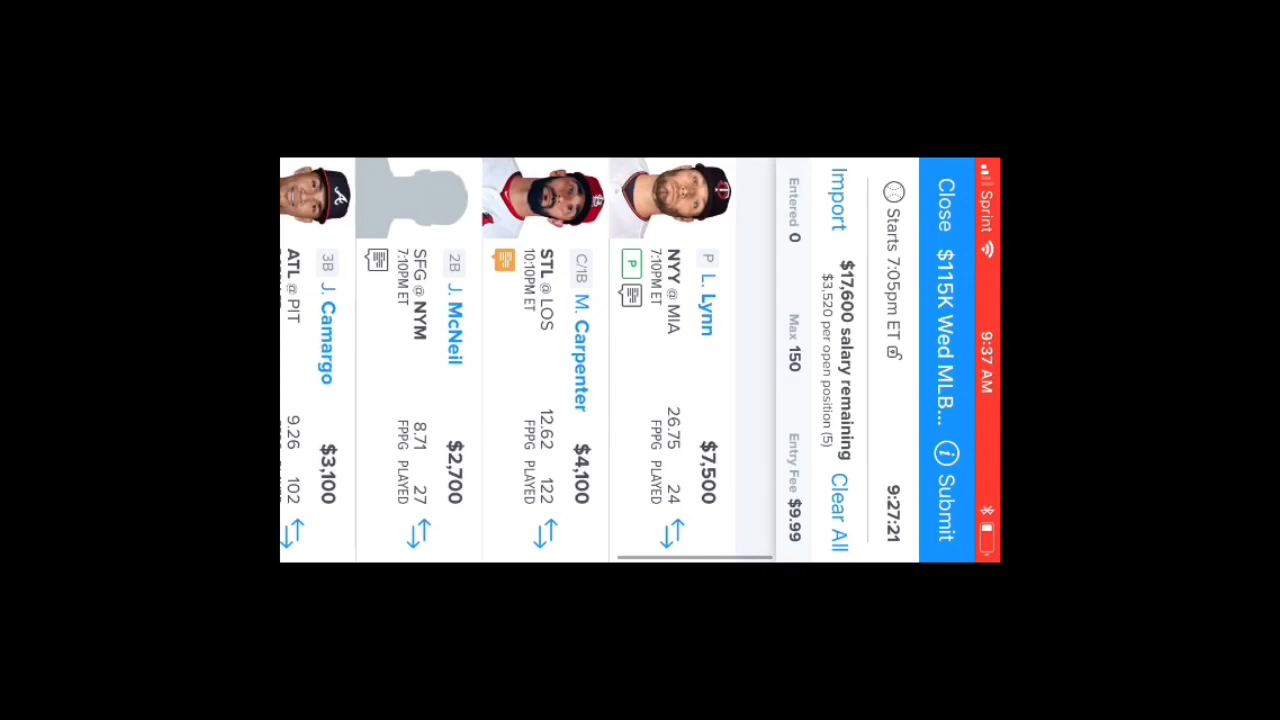 Sprint 9:37 AM
Close $115K Wed MLB... i Submit
Starts 7:05pm ET 9:27:21
Import $17,600 salary remaining Clear All
$3,520 per open position (5)
Entered 0 Max 150 Entry Fee $9.99
P L. Lynn $7,500
NYY @ MIA 26.75 24
7:10PM ET FPPG PLAYED
P
C/1B M. Carpenter $4,100
STL @ LOS 12.62 122
10:10PM ET FPPG PLAYED
2B J. McNeil $2,700
SFG @ NYM 8.71 27
7:10PM ET FPPG PLAYED
3B J. Camargo $3,100
ATL @ PIT 9.26 102